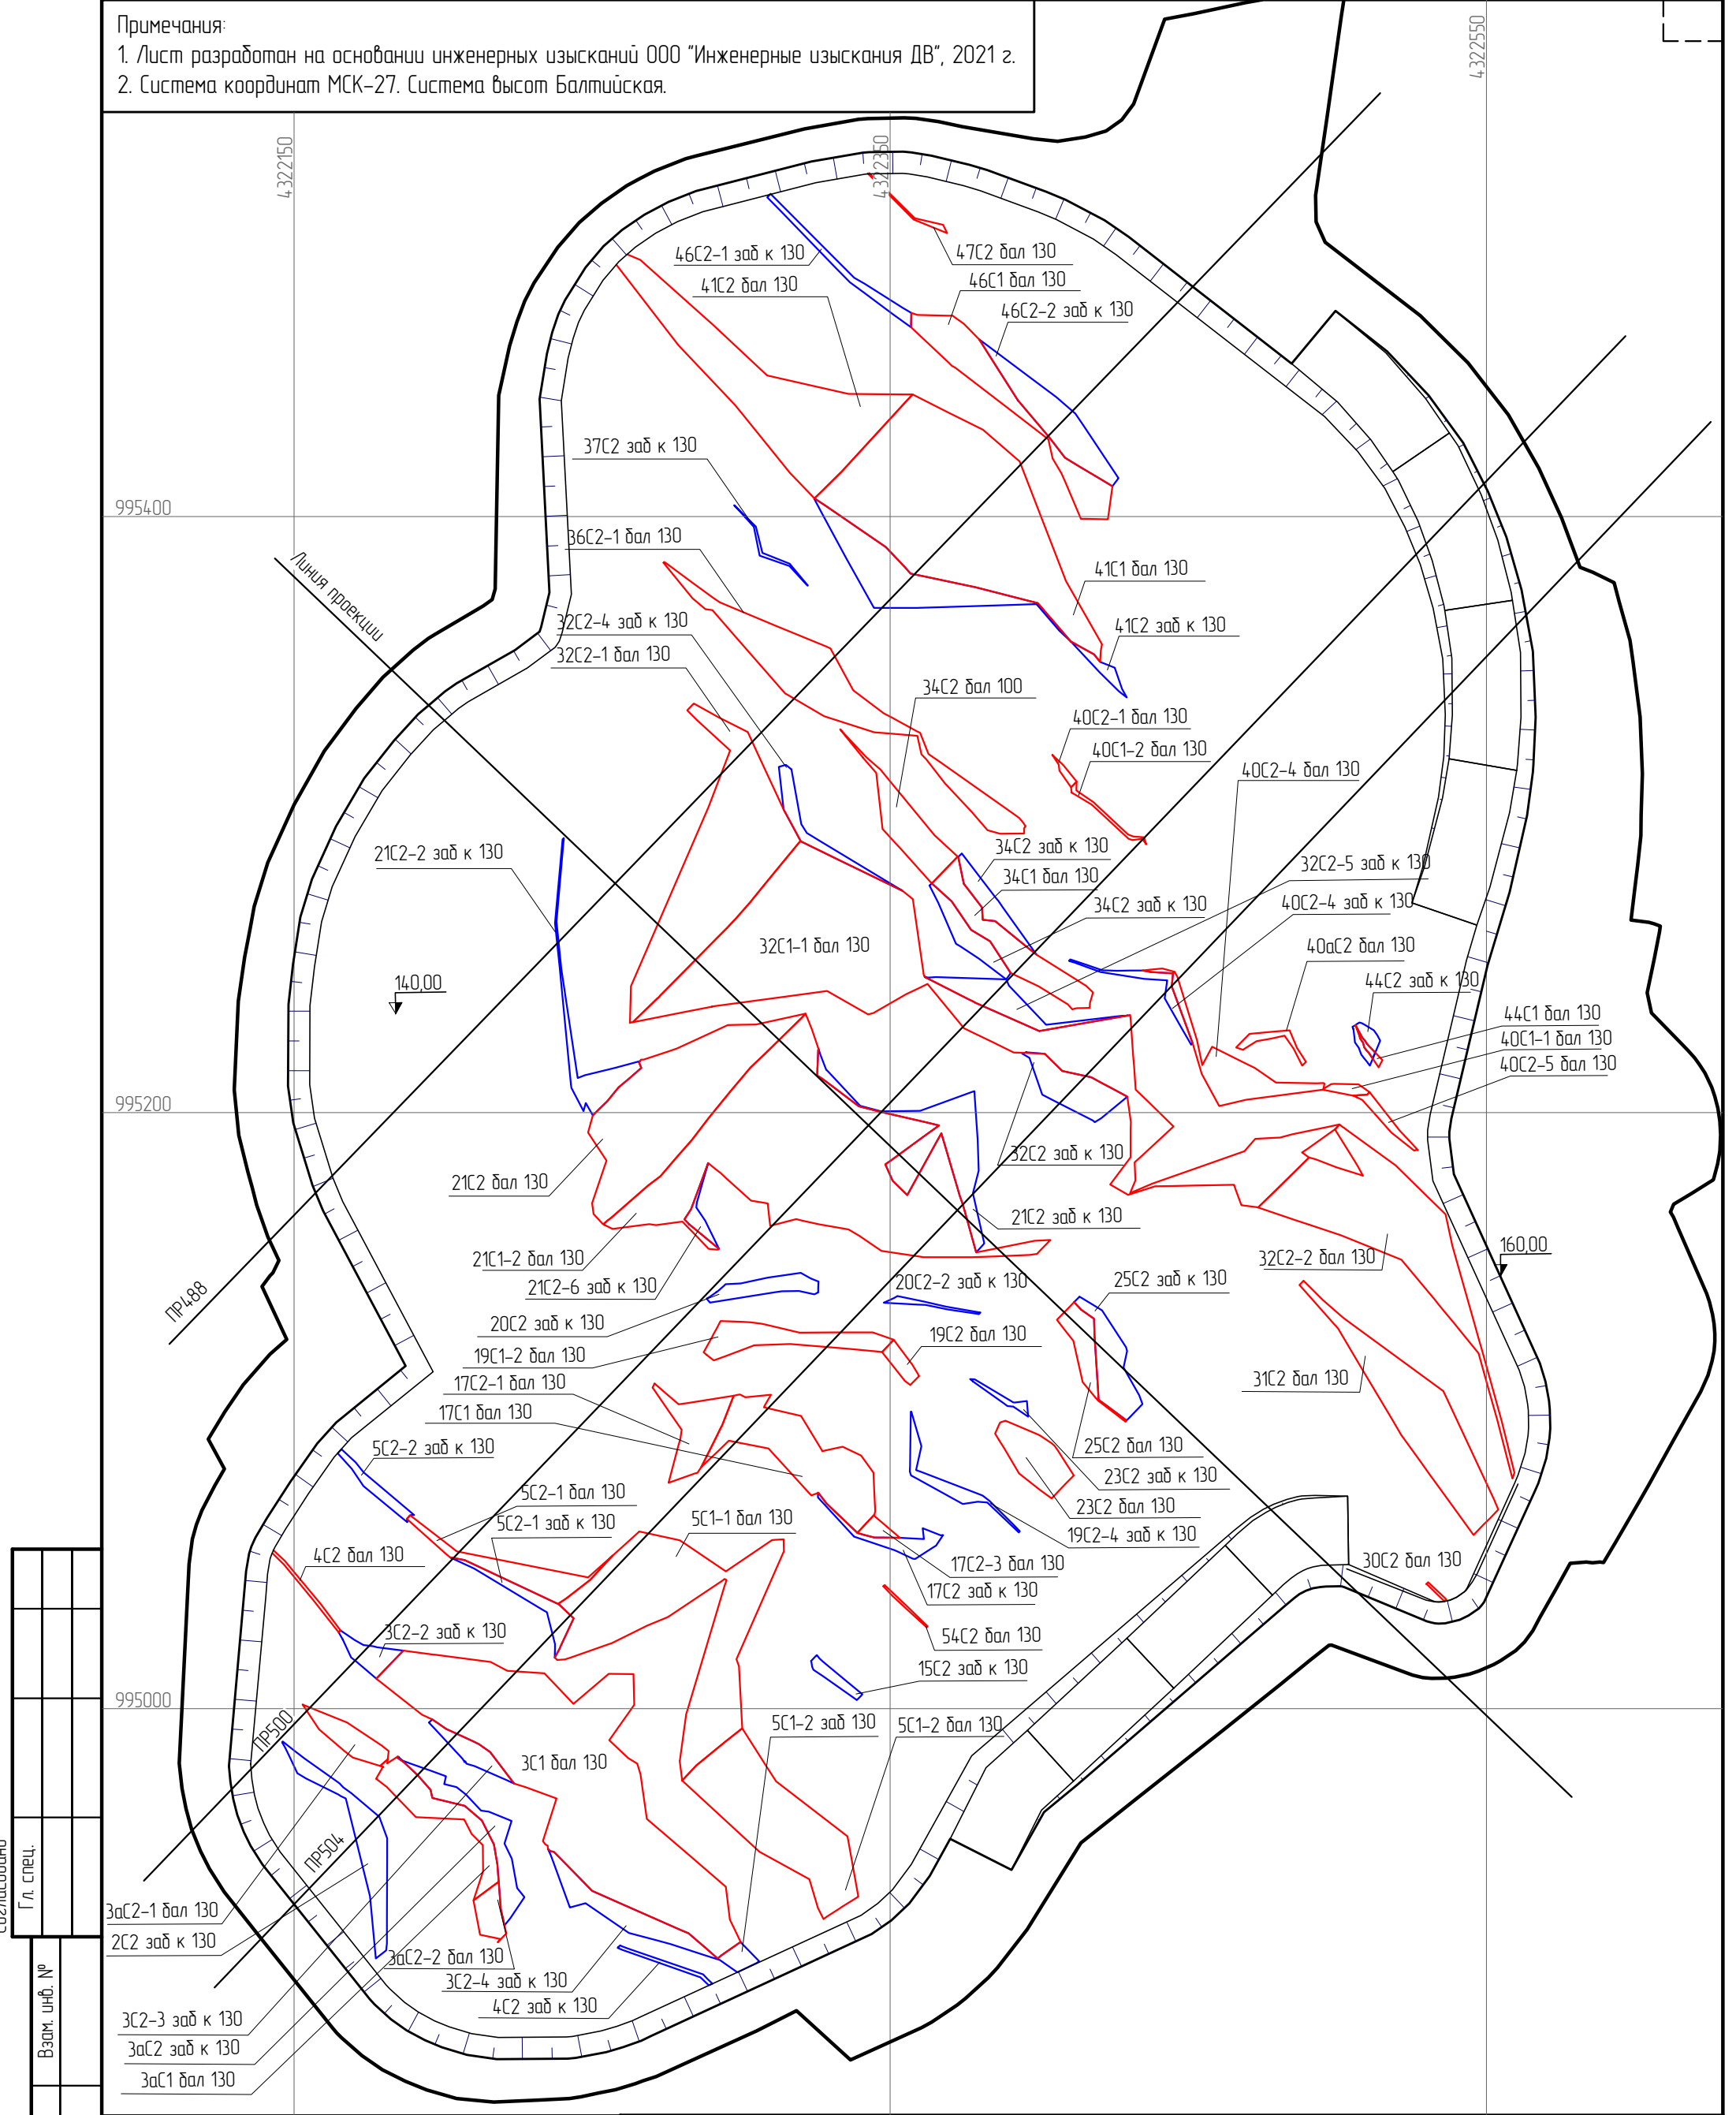 Примечания:
1. Лист разработан на основании инженерных изысканий ООО "Инженерные изыскания ДВ", 2021 г.
2. Система координат МСК-27. Система высот Балтийская.
4322550
4322150
4322350
46С2-1 заб к 130
47С2 бал 130
41С2 бал 130
46С1 бал 130
46С2-2 заб к 130
37С2 заб к 130
995400
36С2-1 бал 130
Линия проекции
41С1 бал 130
32С2-4 заб к 130
41С2 заб к 130
32С2-1 бал 130
34С2 бал 100
40С2-1 бал 130
40С1-2 бал 130
40С2-4 бал 130
21С2-2 заб к 130
34С2 заб к 130
32С2-5 заб к 130
34С1 бал 130
34С2 заб к 130
40С2-4 заб к 130
32С1-1 бал 130
40аС2 бал 130
140,00
44С2 заб к 130
44С1 бал 130
40С1-1 бал 130
40С2-5 бал 130
995200
32С2 заб к 130
21С2 бал 130
21С2 заб к 130
160,00
21С1-2 бал 130
32С2-2 бал 130
21С2-6 заб к 130
20С2-2 заб к 130
25С2 заб к 130
ПР488
20С2 заб к 130
19С2 бал 130
19С1-2 бал 130
17С2-1 бал 130
31С2 бал 130
17С1 бал 130
5С2-2 заб к 130
25С2 бал 130
23С2 заб к 130
5С2-1 бал 130
23С2 бал 130
5С2-1 заб к 130
5С1-1 бал 130
19С2-4 заб к 130
4С2 бал 130
17С2-3 бал 130
30С2 бал 130
17С2 заб к 130
3С2-2 заб к 130
54С2 бал 130
15С2 заб к 130
995000
ПР500
5С1-2 заб 130
5С1-2 бал 130
3С1 бал 130
ПР504
Гл. спец.
3аС2-1 бал 130
2С2 заб к 130
3аС2-2 бал 130
3С2-4 заб к 130
4С2 заб к 130
Взам. инв. №
3С2-3 заб к 130
3аС2 заб к 130
3аС1 бал 130